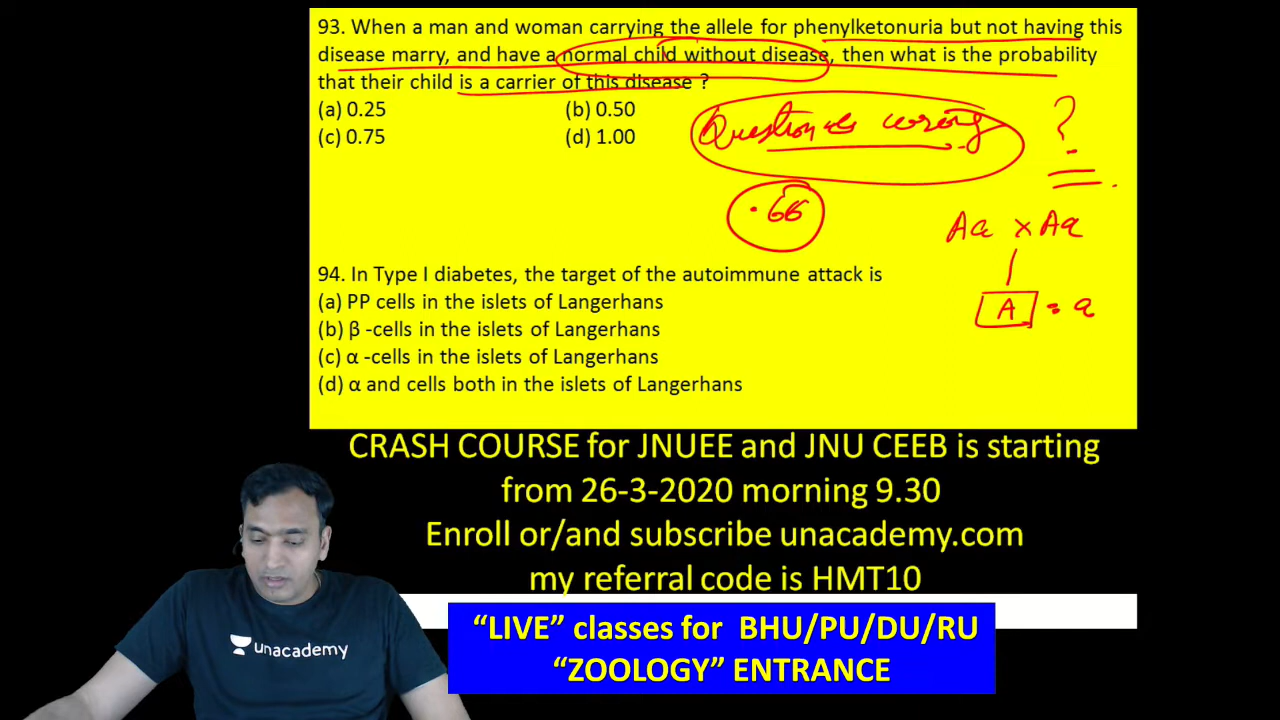 93. When a man and woman carrying the allele for phenylketonuria but not having this
disease marry, and have a normal child without disease, then what is the probability
that their child is a carrier of this disease ?
(a) 0.25 (b) 0.50
(c) 0.75 (d) 1.00
Question is wrong ?
.66
Aa x Aa
A = a
94. In Type I diabetes, the target of the autoimmune attack is
(a) PP cells in the islets of Langerhans
(b) β -cells in the islets of Langerhans
(c) α -cells in the islets of Langerhans
(d) α and cells both in the islets of Langerhans
CRASH COURSE for JNUEE and JNU CEEB is starting
from 26-3-2020 morning 9.30
Enroll or/and subscribe unacademy.com
my referral code is HMT10
unacademy
“LIVE” classes for BHU/PU/DU/RU
“ZOOLOGY” ENTRANCE